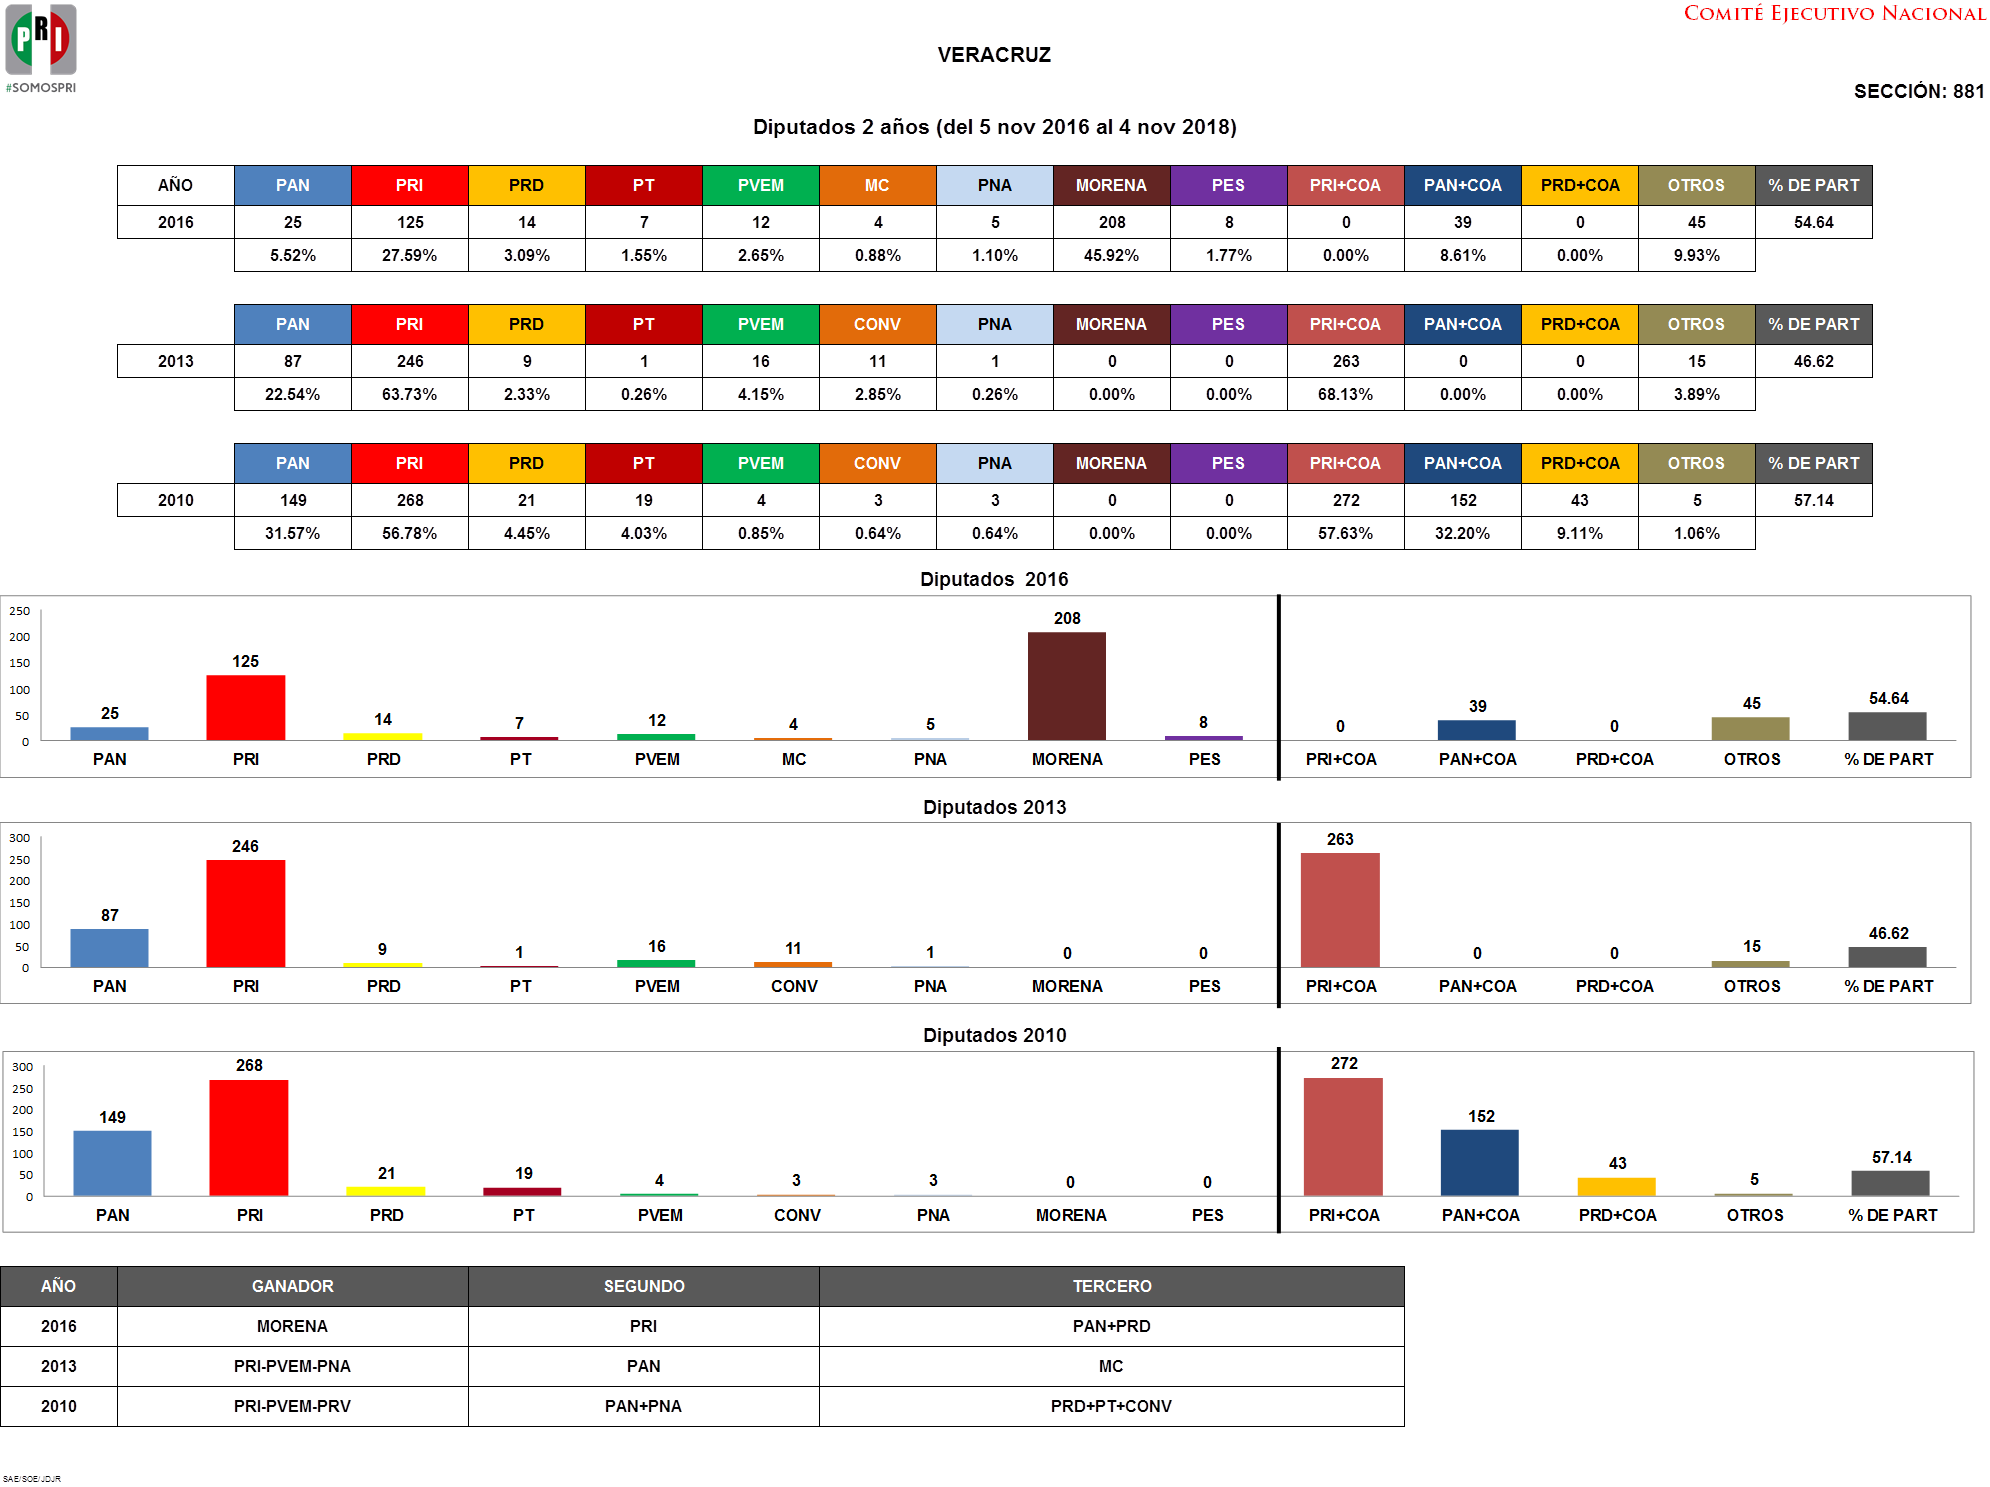 PRI
#SOMOSPRI
COMITÉ EJECUTIVO NACIONAL
VERACRUZ
SECCIÓN: 881
Diputados 2 años (del 5 nov 2016 al 4 nov 2018)
AÑO PAN PRI PRD PT PVEM MC PNA MORENA PES PRI+COA PAN+COA PRD+COA OTROS % DE PART
2016 25 125 14 7 12 4 5 208 8 0 39 0 45 54.64
5.52% 27.59% 3.09% 1.55% 2.65% 0.88% 1.10% 45.92% 1.77% 0.00% 8.61% 0.00% 9.93%
PAN PRI PRD PT PVEM CONV PNA MORENA PES PRI+COA PAN+COA PRD+COA OTROS % DE PART
2013 87 246 9 1 16 11 1 0 0 263 0 0 15 46.62
22.54% 63.73% 2.33% 0.26% 4.15% 2.85% 0.26% 0.00% 0.00% 68.13% 0.00% 0.00% 3.89%
PAN PRI PRD PT PVEM CONV PNA MORENA PES PRI+COA PAN+COA PRD+COA OTROS % DE PART
2010 149 268 21 19 4 3 3 0 0 272 152 43 5 57.14
31.57% 56.78% 4.45% 4.03% 0.85% 0.64% 0.64% 0.00% 0.00% 57.63% 32.20% 9.11% 1.06%
Diputados 2016
250
200
150
100
50
0
25 125 14 7 12 4 5 208 8 0 39 0 45 54.64
PAN PRI PRD PT PVEM MC PNA MORENA PES PRI+COA PAN+COA PRD+COA OTROS % DE PART
Diputados 2013
300
250
200
150
100
50
0
87 246 9 1 16 11 1 0 0 263 0 0 15 46.62
PAN PRI PRD PT PVEM CONV PNA MORENA PES PRI+COA PAN+COA PRD+COA OTROS % DE PART
Diputados 2010
300
250
200
150
100
50
0
149 268 21 19 4 3 3 0 0 272 152 43 5 57.14
PAN PRI PRD PT PVEM CONV PNA MORENA PES PRI+COA PAN+COA PRD+COA OTROS % DE PART
AÑO GANADOR SEGUNDO TERCERO
2016 MORENA PRI PAN+PRD
2013 PRI-PVEM-PNA PAN MC
2010 PRI-PVEM-PRV PAN+PNA PRD+PT+CONV
SAE/SOE/JDJR